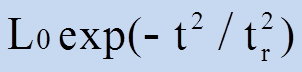 L₀ exp(- t² / tᵣ²)